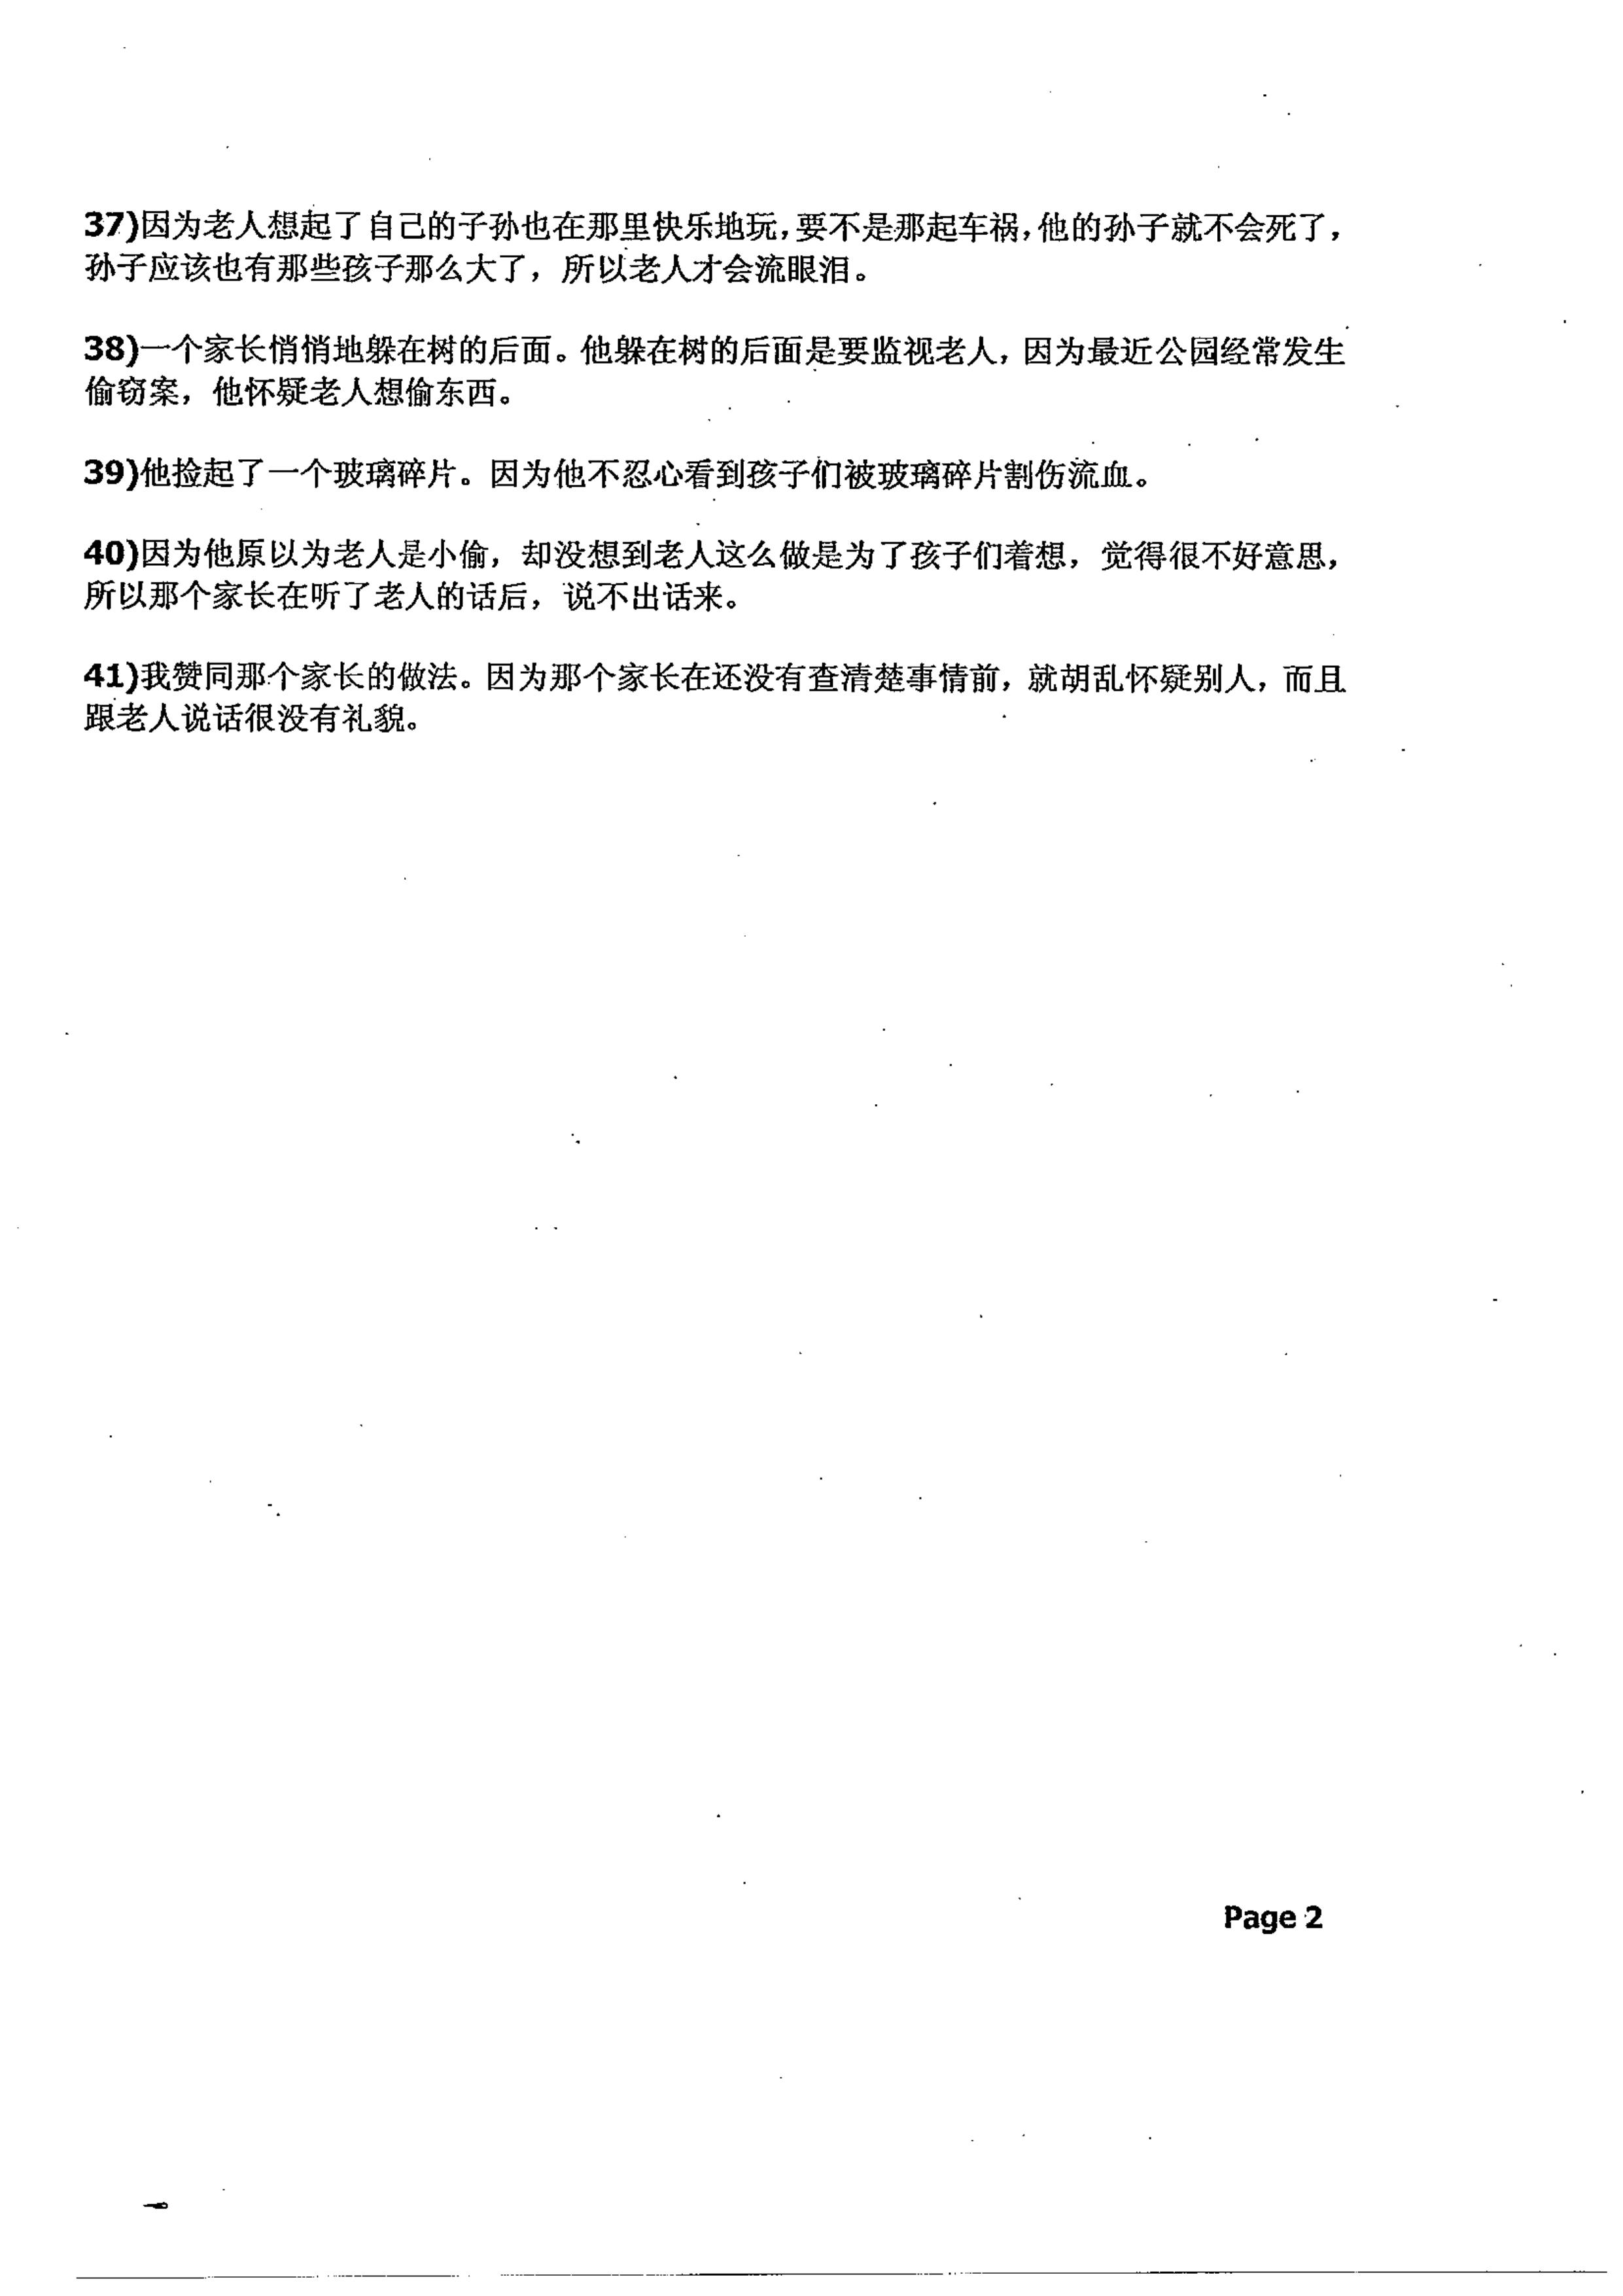 37)因为老人想起了自己的子孙也在那里快乐地玩,要不是那起车祸,他的孙子就不会死了，
孙子应该也有那些孩子那么大了，所以老人才会流眼泪。
38)一个家长悄悄地躲在树的后面。他躲在树的后面是要监视老人，因为最近公园经常发生
偷窃案，他怀疑老人想偷东西。
39)他捡起了一个玻璃碎片。因为他不忍心看到孩子们被玻璃碎片割伤流血。
40)因为他原以为老人是小偷，却没想到老人这么做是为了孩子们着想，觉得很不好意思，
所以那个家长在听了老人的话后，说不出话来。
41)我赞同那个家长的做法。因为那个家长在还没有查清楚事情前，就胡乱怀疑别人，而且
跟老人说话很没有礼貌。
Page 2